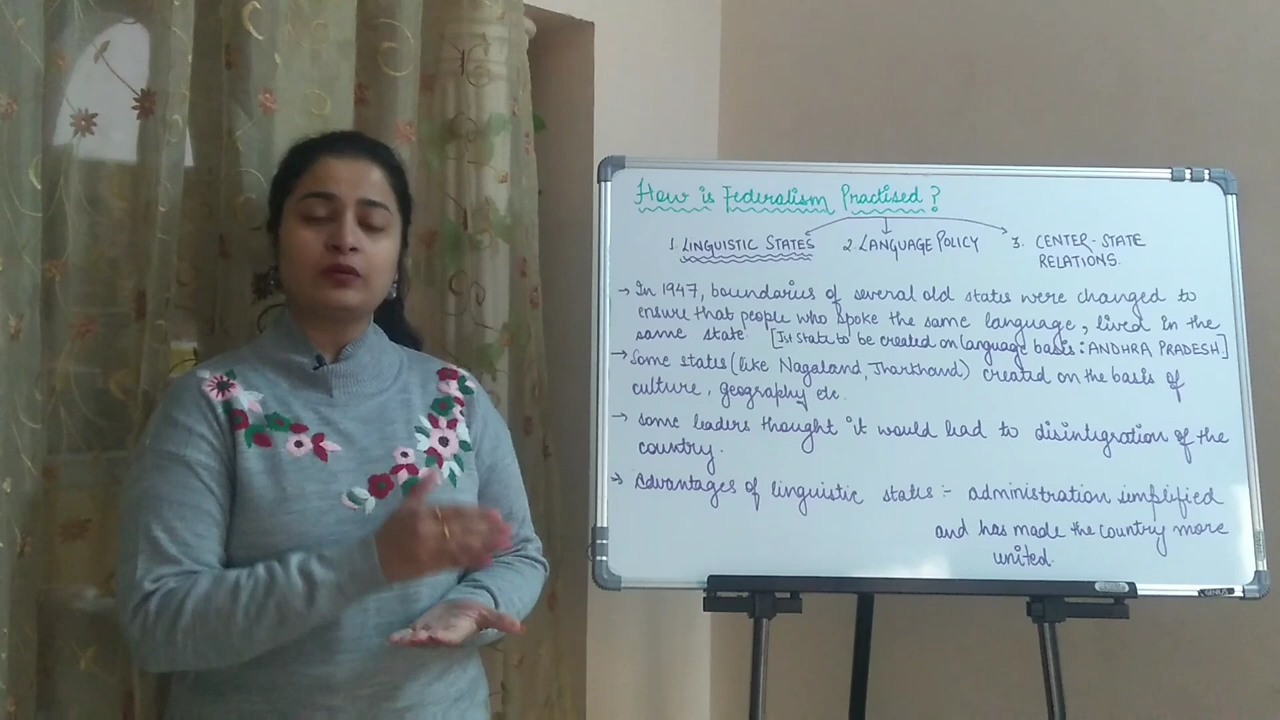 How is Federalism Practised?
1. LINGUISTIC STATES 2. LANGUAGE POLICY 3. CENTER-STATE
RELATIONS.
→ In 1947, boundaries of several old states were changed to
ensure that people who spoke the same language, lived in the
same state. [Ist State to be created on language basis: ANDHRA PRADESH]
→ Some states (like Nagaland, Jharkhand) created on the basis of
culture, geography etc.
→ Some leaders thought it would lead to disintigration of the
country.
→ Advantages of linguistic states:- administration simplified
and has made the country more
united.
GENIUS